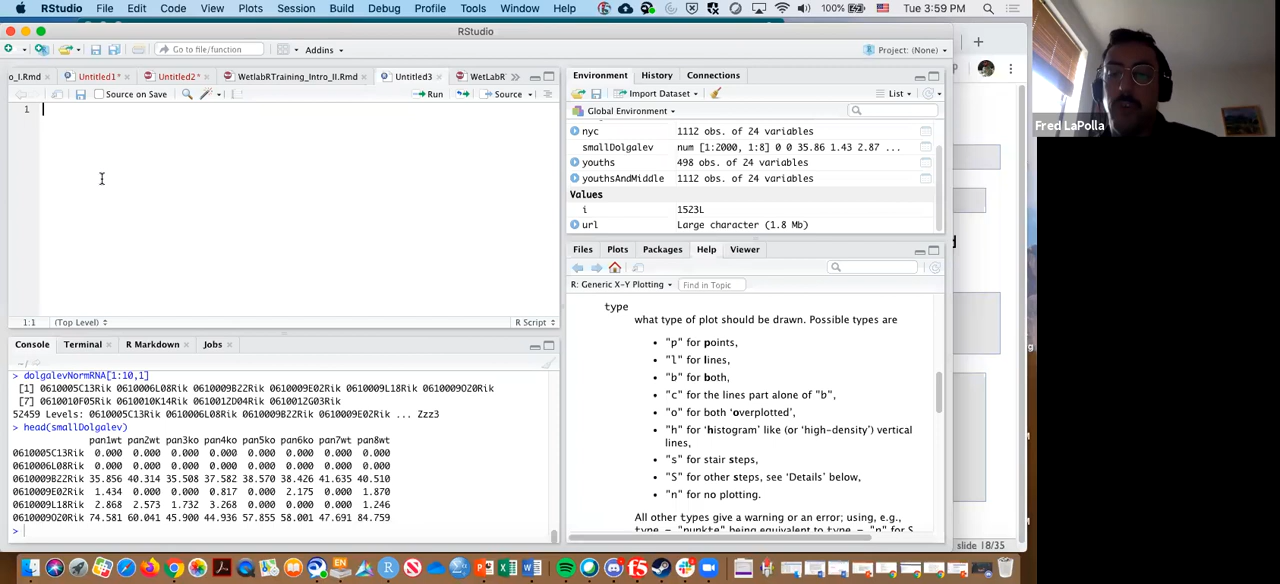 RStudio File Edit Code View Plots Session Build Debug Profile Tools Window Help 100% Tue 3:59 PM
RStudio
Go to file/function Addins Project: (None)
o_I.Rmd Untitled1* Untitled2* WetlabRTraining_Intro_II.Rmd Untitled3 WetLabR
Source on Save Run Source
1
1:1 (Top Level) R Script
Console Terminal R Markdown Jobs
~/
> dolgalevNormRNA[1:10,1]
[1] 0610005C13Rik 0610006L08Rik 0610009B22Rik 0610009E02Rik 0610009L18Rik 0610009O20Rik
[7] 0610010F05Rik 0610010K14Rik 0610012D04Rik 0610012G03Rik
52459 Levels: 0610005C13Rik 0610006L08Rik 0610009B22Rik 0610009E02Rik ... Zzz3
> head(smallDolgalev)
pan1wt pan2wt pan3ko pan4ko pan5ko pan6ko pan7wt pan8wt
0610005C13Rik 0.000 0.000 0.000 0.000 0.000 0.000 0.000 0.000
0610006L08Rik 0.000 0.000 0.000 0.000 0.000 0.000 0.000 0.000
0610009B22Rik 35.856 40.314 35.508 37.582 38.570 38.426 41.635 40.510
0610009E02Rik 1.434 0.000 0.000 0.817 0.000 2.175 0.000 1.870
0610009L18Rik 2.868 2.573 1.732 3.268 0.000 0.000 0.000 1.246
0610009O20Rik 74.581 60.041 45.900 44.936 57.855 58.001 47.691 84.759
>
Environment History Connections
Import Dataset List
Global Environment
nyc 1112 obs. of 24 variables
smallDolgalev num [1:2000, 1:8] 0 0 35.86 1.43 2.87 ...
youths 498 obs. of 24 variables
youthsAndMiddle 1112 obs. of 24 variables
Values
i 1523L
url Large character (1.8 Mb)
Files Plots Packages Help Viewer
R: Generic X-Y Plotting Find in Topic
type
what type of plot should be drawn. Possible types are
• "p" for points,
• "l" for lines,
• "b" for both,
• "c" for the lines part alone of "b",
• "o" for both ‘overplotted’,
• "h" for ‘histogram’ like (or ‘high-density’) vertical
lines,
• "s" for stair steps,
• "S" for other steps, see ‘Details’ below,
• "n" for no plotting.
All other types give a warning or an error; using, e.g.,
type = "punkte" being equivalent to type = "n" for S
Fred LaPolla
slide 18/35